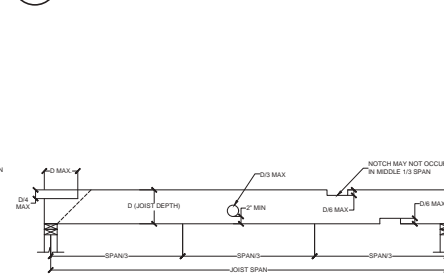 NOTCH MAY NOT OCCU
IN MIDDLE 1/3 SPAN
D MAX.
D/3 MAX
N
D/4
MAX
D (JOIST DEPTH)
2" MIN
D/6 MAX
D/6 MAX
SPAN/3
SPAN/3
SPAN/3
JOIST SPAN